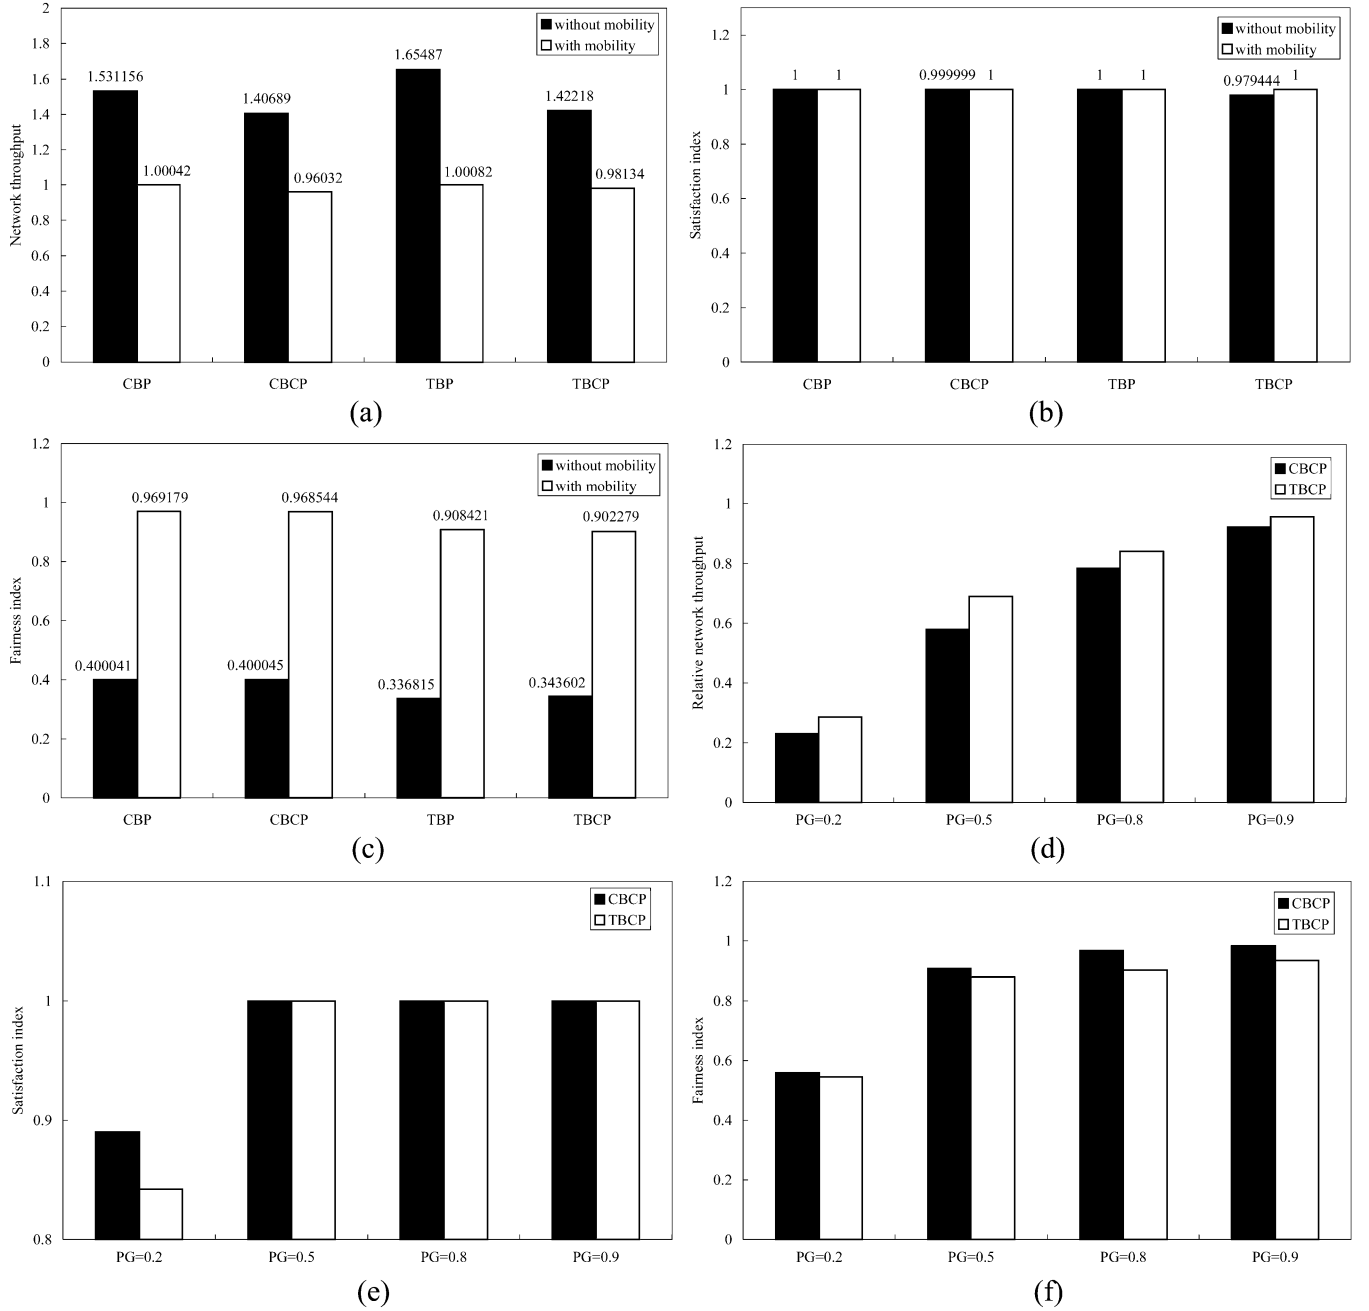 2
1.8
1.6
1.4
1.2
1
0.8
0.6
0.4
0.2
0
Network throughput
without mobility
with mobility
1.531156
1.00042
1.40689
0.96032
1.65487
1.00082
1.42218
0.98134
CBP CBCP TBP TBCP
(a)
1.2
1
0.8
0.6
0.4
0.2
0
Satisfaction index
without mobility
with mobility
1 1 0.999999 1 1 1 0.979444 1
CBP CBCP TBP TBCP
(b)
1.2
1
0.8
0.6
0.4
0.2
0
Fairness index
without mobility
with mobility
0.969179
0.400041
0.968544
0.400045
0.908421
0.336815
0.902279
0.343602
CBP CBCP TBP TBCP
(c)
1.2
1
0.8
0.6
0.4
0.2
0
Relative network throughput
CBCP
TBCP
PG=0.2 PG=0.5 PG=0.8 PG=0.9
(d)
1.1
1
0.9
0.8
Satisfaction index
CBCP
TBCP
PG=0.2 PG=0.5 PG=0.8 PG=0.9
(e)
1.2
1
0.8
0.6
0.4
0.2
0
Fairness index
CBCP
TBCP
PG=0.2 PG=0.5 PG=0.8 PG=0.9
(f)